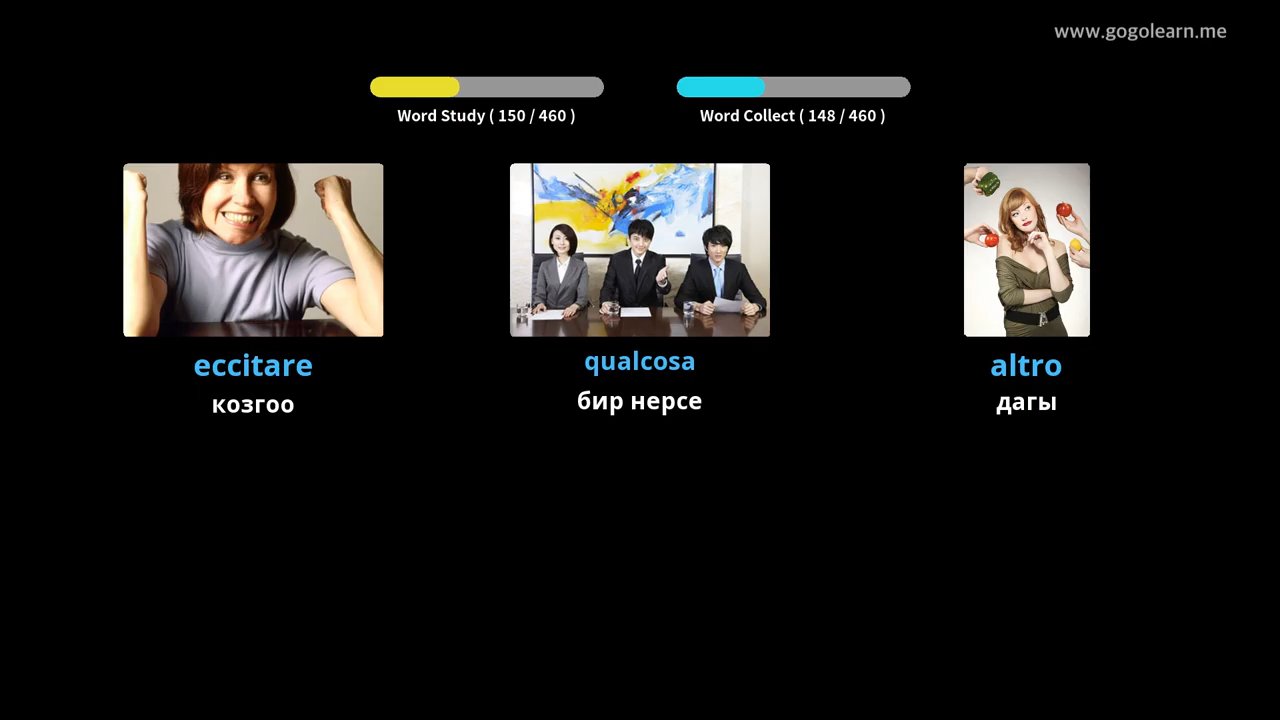 www.gogolearn.me
Word Study ( 150 / 460 )
Word Collect ( 148 / 460 )
eccitare
козгоо
qualcosa
бир нерсе
altro
дагы